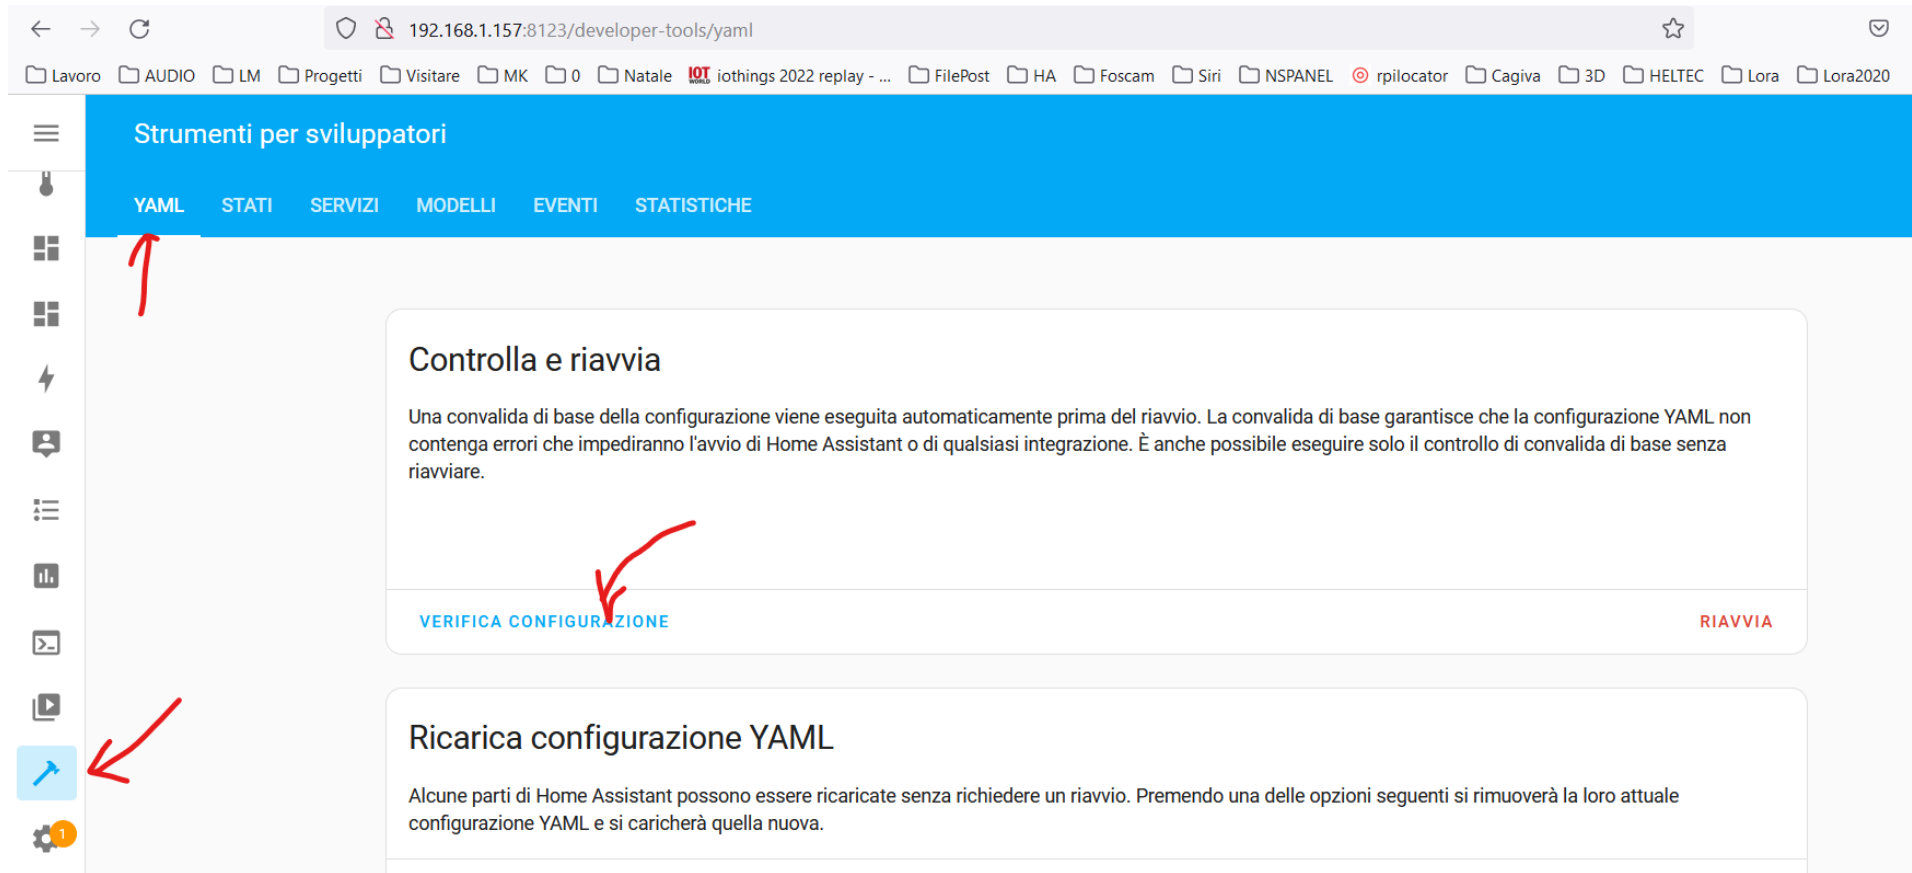 192.168.1.157:8123/developer-tools/yaml
Lavoro AUDIO LM Progetti Visitare MK 0 Natale IOT WORLD iothings 2022 replay - ... FilePost HA Foscam Siri NSPANEL rpilocator Cagiva 3D HELTEC Lora Lora2020
Strumenti per sviluppatori
YAML STATI SERVIZI MODELLI EVENTI STATISTICHE
Controlla e riavvia
Una convalida di base della configurazione viene eseguita automaticamente prima del riavvio. La convalida di base garantisce che la configurazione YAML non
contenga errori che impediranno l'avvio di Home Assistant o di qualsiasi integrazione. È anche possibile eseguire solo il controllo di convalida di base senza
riavviare.
VERIFICA CONFIGURAZIONE RIAVVIA
Ricarica configurazione YAML
Alcune parti di Home Assistant possono essere ricaricate senza richiedere un riavvio. Premendo una delle opzioni seguenti si rimuoverà la loro attuale
configurazione YAML e si caricherà quella nuova.
1